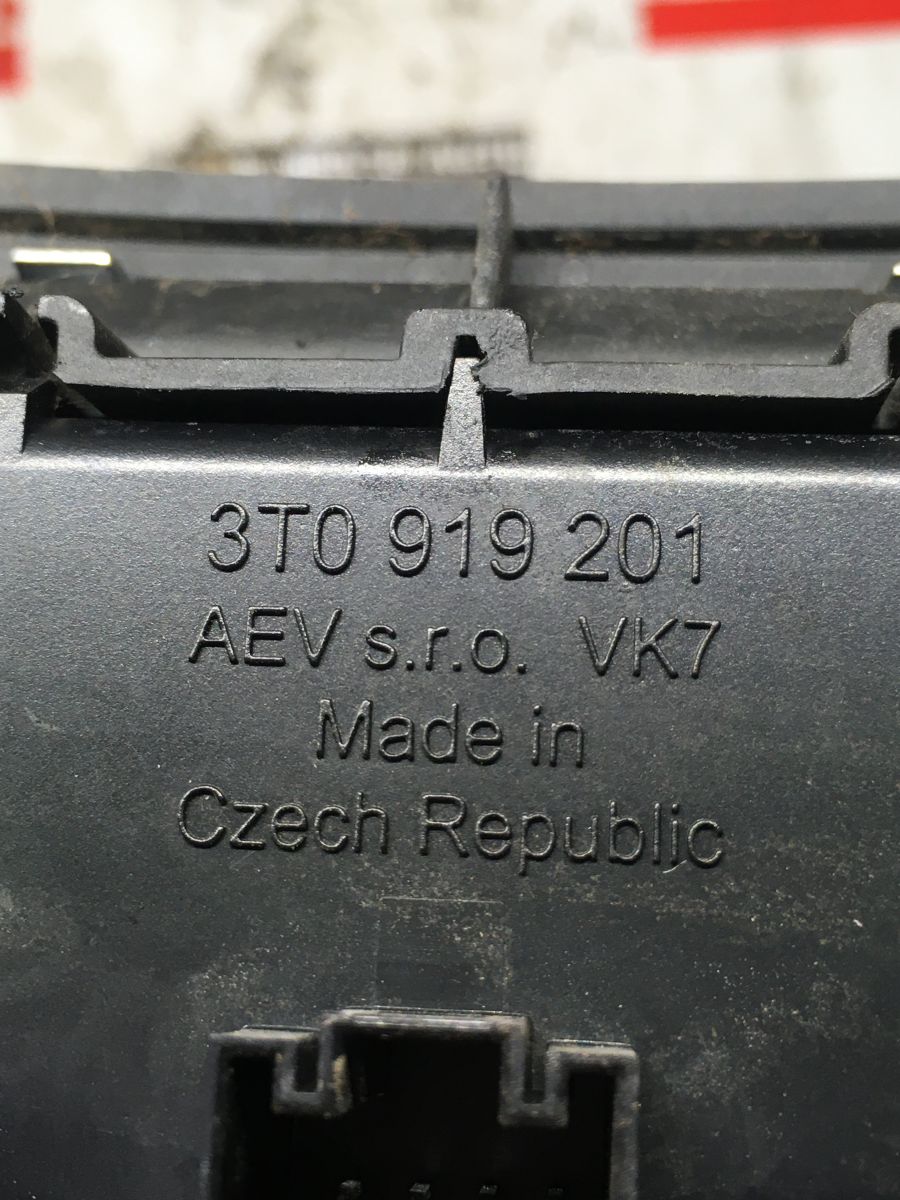 3T0 919 201
AEV s.r.o. VK7
Made in
Czech Republic